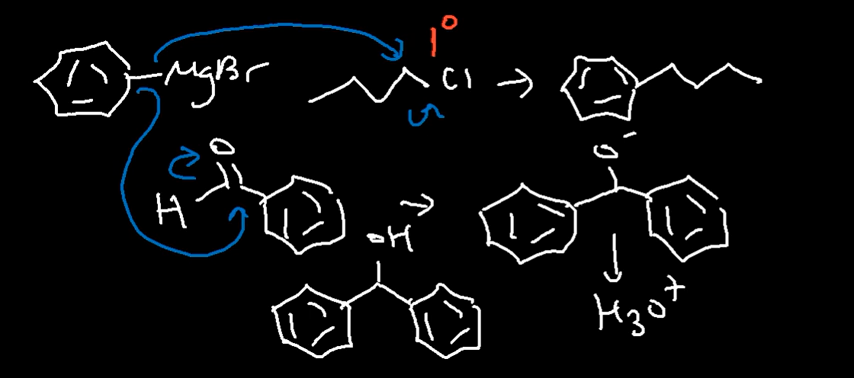 MgBr
1°
Cl →
O
H
→
O⁻
OH
H₃O⁺